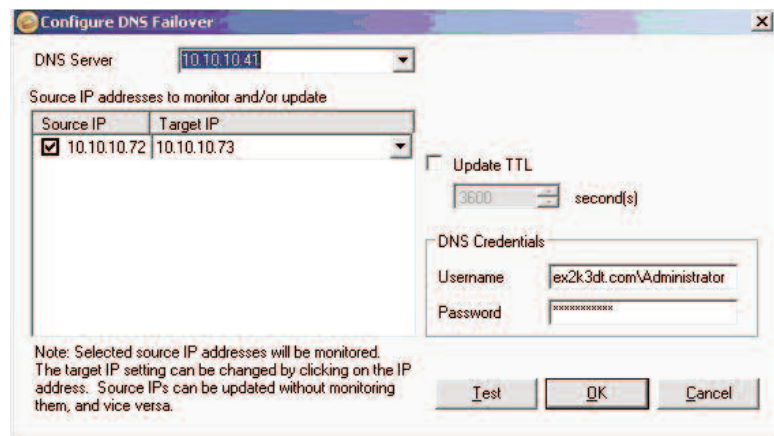 Configure DNS Failover
DNS Server 10.10.10.41
Source IP addresses to monitor and/or update
Source IP Target IP
10.10.10.72 10.10.10.73
Update TTL
3600 second(s)
DNS Credentials
Username ex2k3dt.com\Administrator
Password ***********
Note: Selected source IP addresses will be monitored.
The target IP setting can be changed by clicking on the IP
address. Source IPs can be updated without monitoring
them, and vice versa.
Test OK Cancel